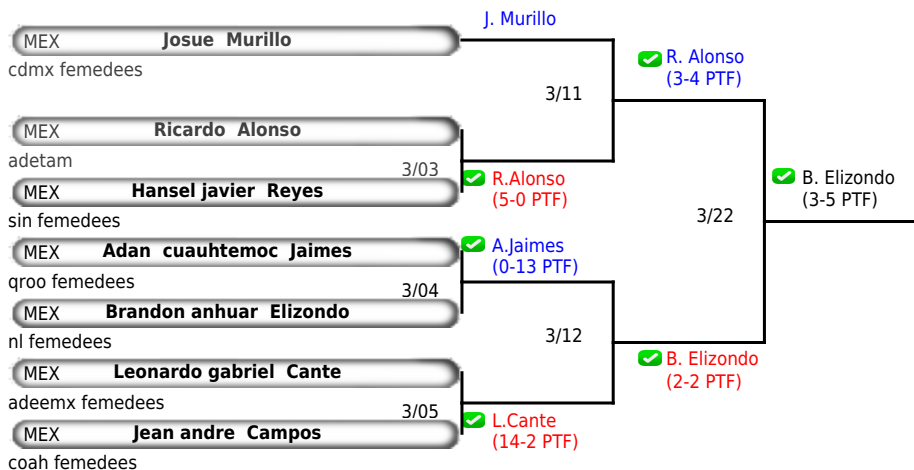 J. Murillo
MEX Josue Murillo
cdmx femedees
R. Alonso
(3-4 PTF)
3/11
MEX Ricardo Alonso
adetam
3/03
R.Alonso
(5-0 PTF)
MEX Hansel javier Reyes
sin femedees
B. Elizondo
(3-5 PTF)
3/22
MEX Adan cuauhtemoc Jaimes
qroo femedees
A.Jaimes
(0-13 PTF)
3/04
MEX Brandon anhuar Elizondo
nl femedees
3/12
B. Elizondo
(2-2 PTF)
MEX Leonardo gabriel Cante
adeemx femedees
3/05
L.Cante
(14-2 PTF)
MEX Jean andre Campos
coah femedees